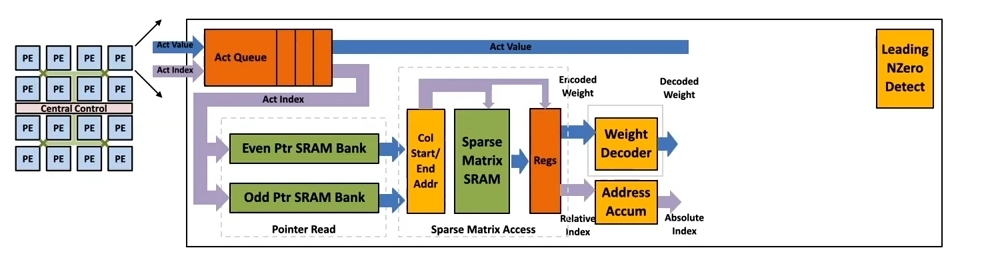 PE PE PE PE
PE PE PE PE
Central Control
PE PE PE PE
PE PE PE PE
Act Value
Act Index
Act Queue
Act Value
Act Index
Even Ptr SRAM Bank
Odd Ptr SRAM Bank
Pointer Read
Col
Start/
End
Addr
Sparse
Matrix
SRAM
Regs
Sparse Matrix Access
Encoded
Weight
Relative
Index
Weight
Decoder
Address
Accum
Decoded
Weight
Absolute
Index
Leading
NZero
Detect